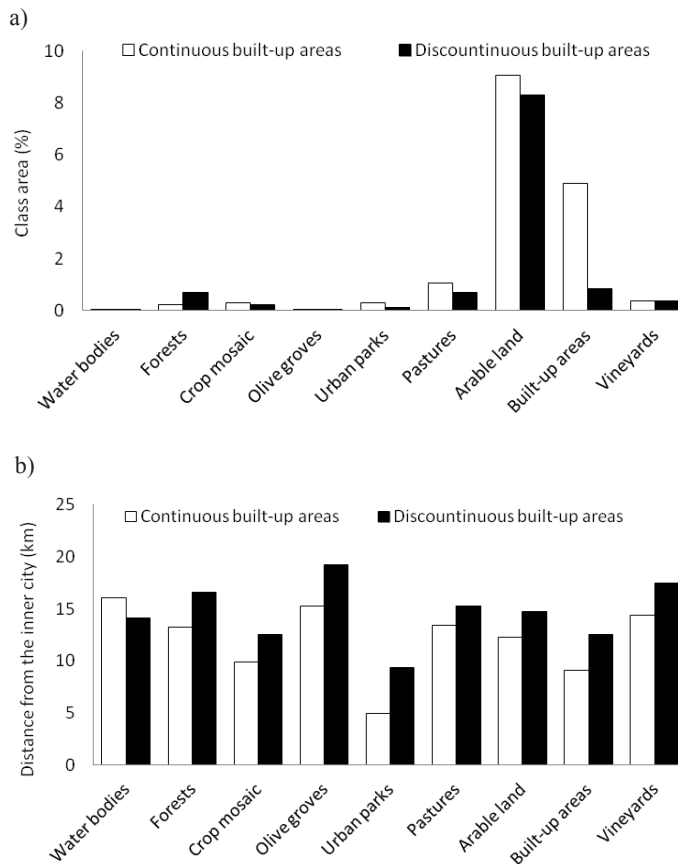 a)
Continuous built-up areas
Discountinuous built-up areas
Class area (%)
10
8
6
4
2
0
Water bodies
Forests
Crop mosaic
Olive groves
Urban parks
Pastures
Arable land
Built-up areas
Vineyards
b)
Continuous built-up areas
Discountinuous built-up areas
Distance from the inner city (km)
25
20
15
10
5
0
Water bodies
Forests
Crop mosaic
Olive groves
Urban parks
Pastures
Arable land
Built-up areas
Vineyards